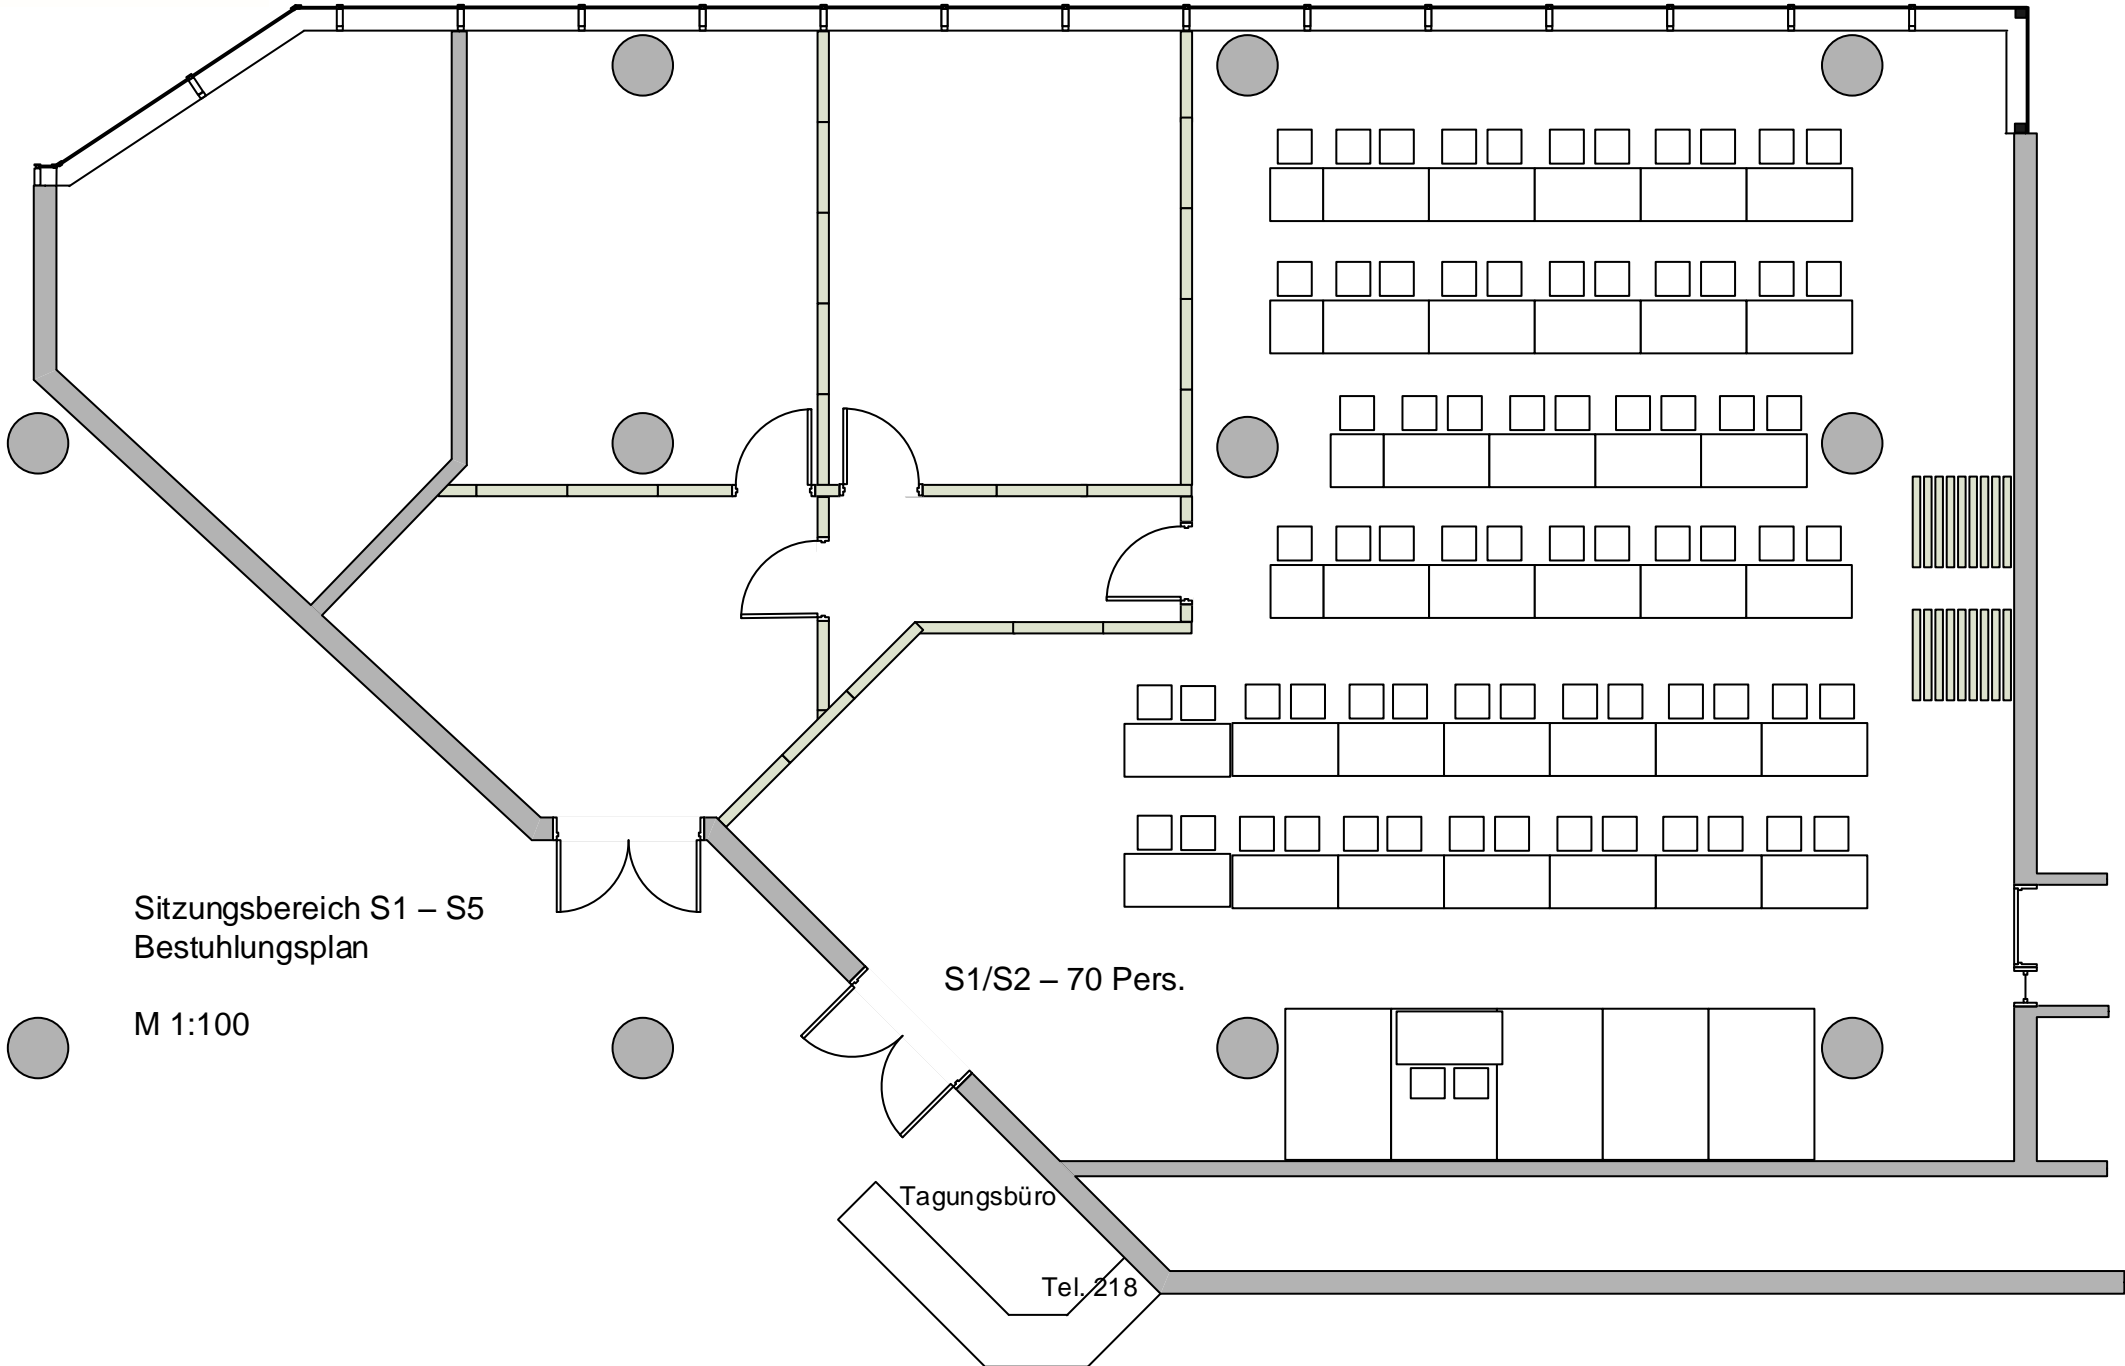 Sitzungsbereich S1 – S5
Bestuhlungsplan
M 1:100
S1/S2 – 70 Pers.
Tagungsbüro
Tel. 218